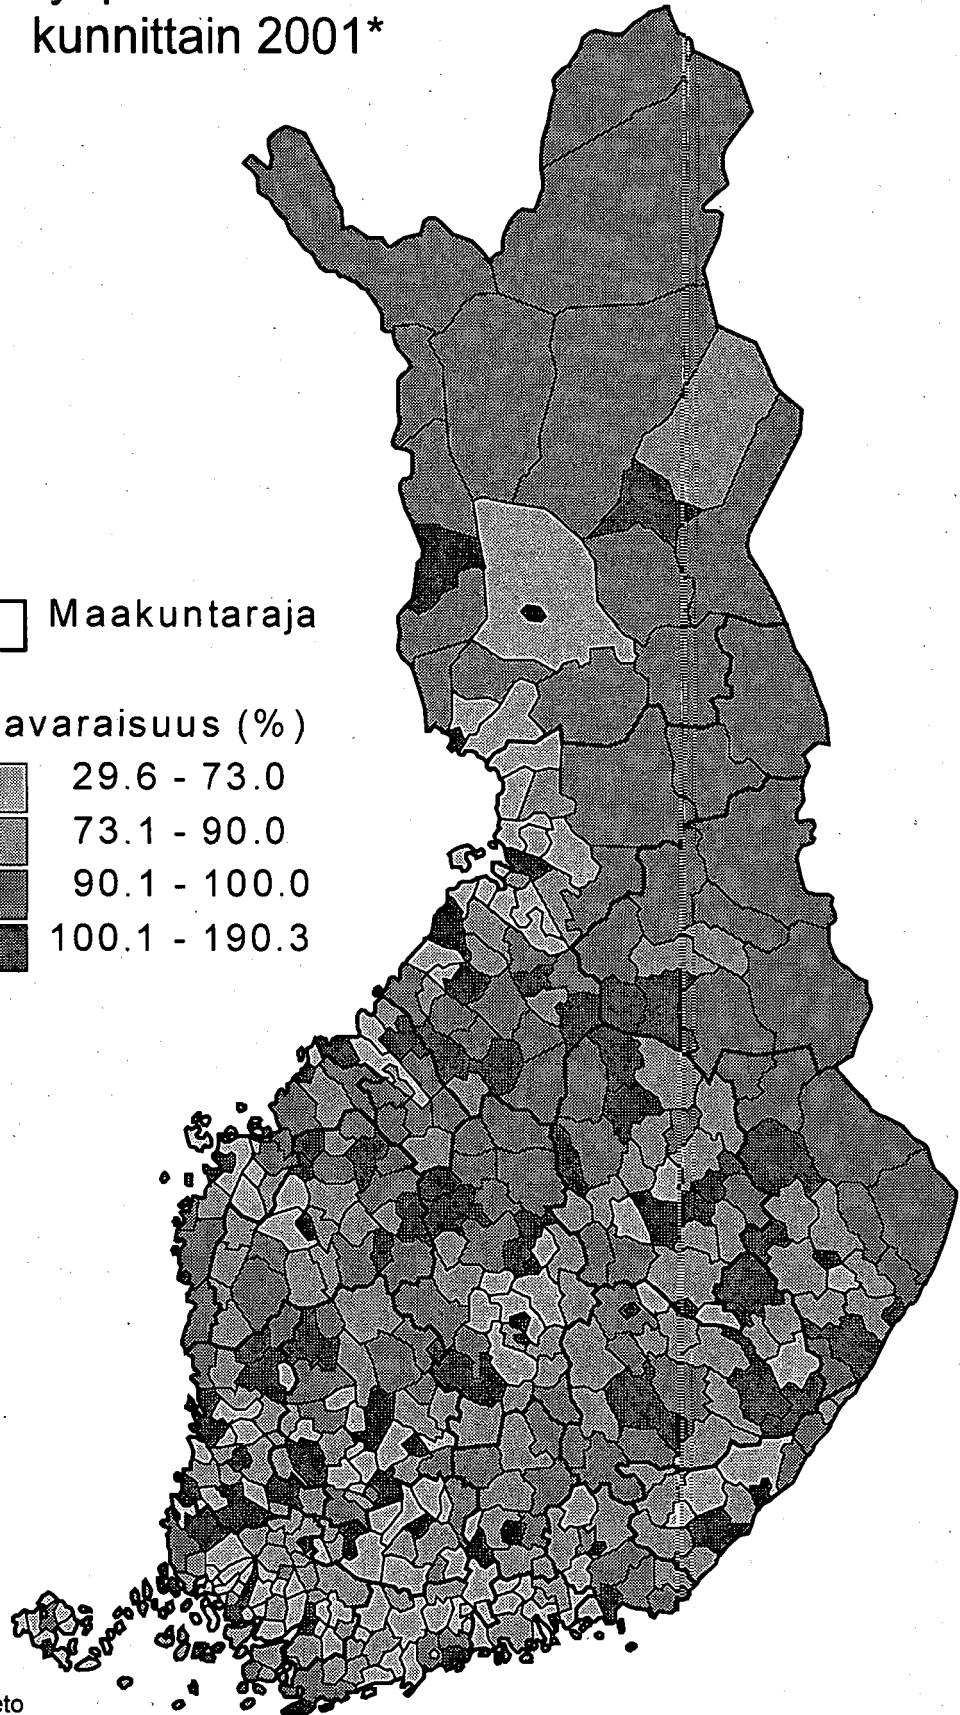 kunnittain 2001*
Maakuntaraja
avaraisuus (%)
29.6 - 73.0
73.1 - 90.0
90.1 - 100.0
100.1 - 190.3
eto